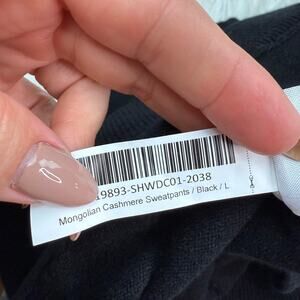 19893-SHWDC01-2038
Mongolian Cashmere Sweatpants / Black / L